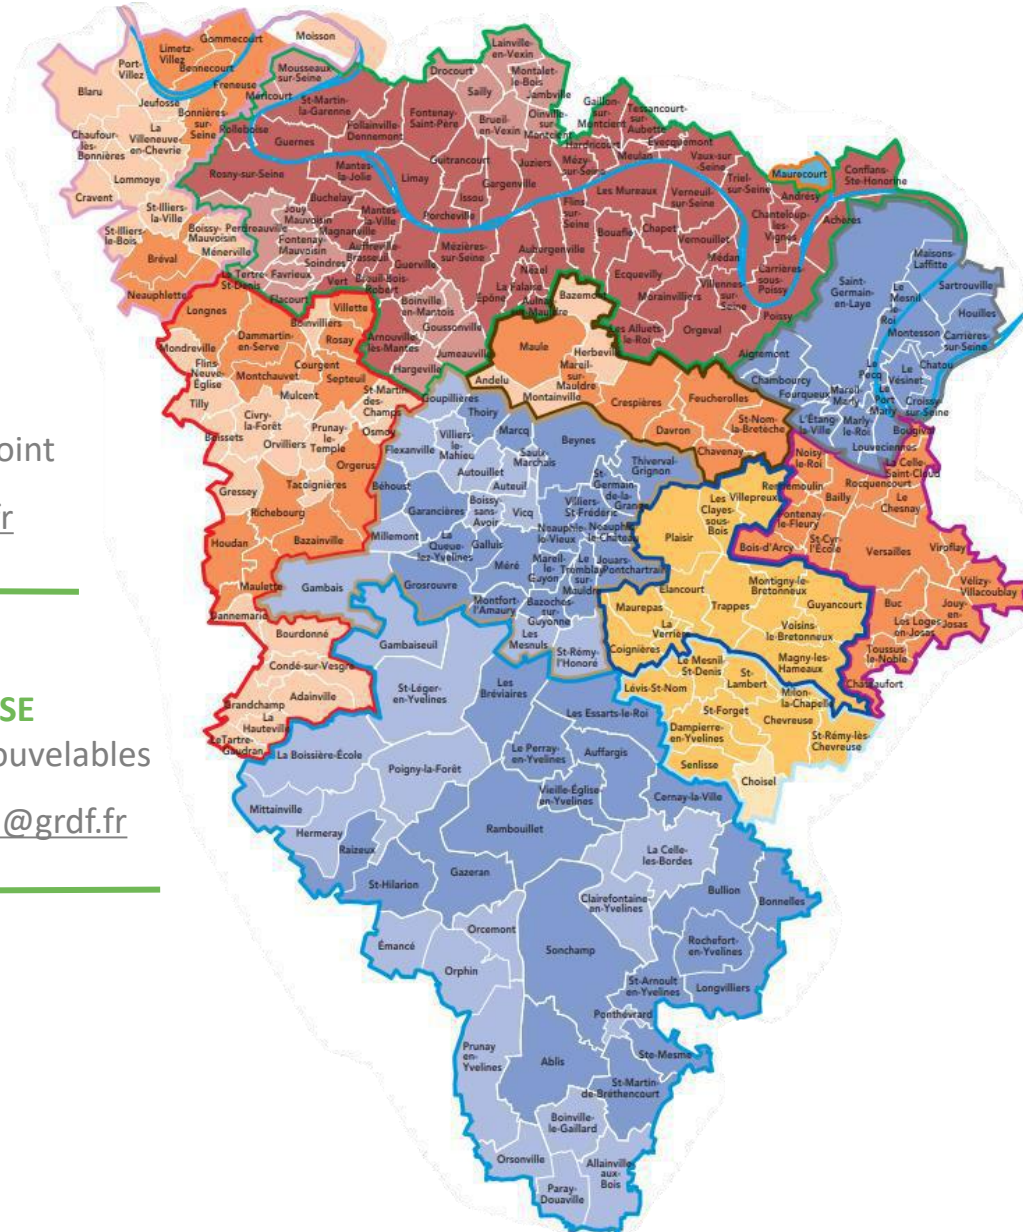 Gommecourt
Moisson
Limetz-
Villez
Bennecourt
Port-
Villez
Freneuse
Blaru
Jeufosse
Bonnières-
sur-
Seine
Chaufour-
les-
Bonnières
La
Villeneuve-
en-Chevrie
Lommoye
Cravent
St-Illiers-
la-Ville
St-Illiers-
le-Bois
Boissy-
Mauvoisin
Perdreauville
Ménerville
Bréval
Neauphlette
Mousseaux-
sur-Seine
Méricourt
Rolleboise
St-Martin-
la-Garenne
Guernes
Follainville-
Dennemont
Fontenay-
Saint-Père
Drocourt
Lainville-
en-Vexin
Sailly
Montalet-
le-Bois
Jambville
Brueil-
en-Vexin
Oinville-
sur-
Montcient
Gaillon-
sur-
Montcient
Hardricourt
Tessancourt-
sur-
Aubette
Evecquemont
Meulan
Vaux-sur-
Seine
Rosny-sur-Seine
Mantes-
la-Jolie
Limay
Guitrancourt
Issou
Gargenville
Juziers
Mézy-
sur-Seine
Porcheville
Buchelay
Mantes-
la-Ville
Magnanville
Jouy-
Mauvoisin
Fontenay-
Mauvoisin
Soindres
Auffreville-
Brasseuil
Vert
Guerville
Breuil-Bois-
Robert
Le Tertre-
St-Denis
Favrieux
Flacourt
Boinville
en-Mantois
Mézières-
sur-Seine
Épône
La Falaise
Nézel
Aulnay-
sur-Mauldre
Aubergenville
Flins-
sur-
Seine
Les Mureaux
Bouafle
Chapet
Ecquevilly
Verneuil-
sur-Seine
Vernouillet
Triel-
sur-Seine
Médan
Villennes-
sur-
Seine
Morainvilliers
Orgeval
Les Alluets-
le-Roi
Chanteloup-
les-
Vignes
Andrésy
Maurecourt
Conflans-
Ste-Honorine
Achères
Carrières-
sous-
Poissy
Poissy
Arnouville-
lès-Mantes
Goussonville
Jumeauville
Hargeville
Longnes
Villette
Boinvilliers
Rosay
Dammartin-
en-Serve
Mondreville
Flins-
Neuve-
Église
Montchauvet
Courgent
Septeuil
Mulcent
Tilly
Civry-
la-Forêt
St-Martin-
des-
Champs
Osmoy
Boissets
Orvilliers
Prunay-
le-
Temple
Orgerus
Gressey
Tacoignières
Richebourg
Houdan
Bazainville
Maulette
Dannemarie
Bourdonné
Condé-sur-Vesgre
Adainville
Grandchamp
La
Hauteville
LeTartre-
Gaudran
Bazemont
Maule
Herbeville
Mareil-
sur-
Mauldre
Andelu
Montainville
Crespières
Feucherolles
Davron
St-Nom-
la-Bretèche
Chavenay
Saint-
Germain-
en-Laye
Maisons-
Laffitte
Le
Mesnil
le-
Roi
Sartrouville
Houilles
Montesson
Carrières-
sur-Seine
Chatou
Le
Pecq
Le
Vésinet
Le
Port
Marly
Croissy-
sur-Seine
Aigremont
Chambourcy
Fourqueux
Mareil-
Marly
L'Étang-
la-Ville
Marly-
le-Roi
Bougival
Louveciennes
Goupillières
Thoiry
Marcq
Flexanville
Villiers-
le-
Mahieu
Saulx-
Marchais
Beynes
Thiverval-
Grignon
Autouillet
Auteuil
Béhoust
Boissy-
sans-
Avoir
Garancières
Vicq
Villiers-
St-Frédéric
St-
Germain-
de-la-
Grange
Neauphle-
le-Vieux
Neauphle-
le-Château
Millemont
La
Queue-
lez-Yvelines
Galluis
Méré
Mareil-
le-
Guyon
Le
Tremblay-
sur-
Mauldre
Jouars-
Pontchartrain
Gambais
Grosrouvre
Montfort-
l'Amaury
Bazoches-
sur-
Guyonne
Les
Mesnuls
St-Rémy-
l'Honoré
Noisy-
le-Roi
La Celle-
Saint-Cloud
Rennemoulin
Bailly
Rocquencourt
Le
Chesnay
Fontenay-
le-Fleury
St-Cyr-
l'École
Bois-d'Arcy
Versailles
Viroflay
Vélizy-
Villacoublay
Buc
Jouy-
en-
Josas
Les Loges-
en-Josas
Toussus-
le-Noble
Châteaufort
Les
Clayes-
sous-
Bois
Villepreux
Plaisir
Élancourt
Maurepas
Trappes
La
Verrière
Coignières
Montigny-le-
Bretonneux
Guyancourt
Voisins-
le-Bretonneux
Magny-les-
Hameaux
Le Mesnil-
St-Denis
Lévis-St-Nom
St-
Lambert
Milon-
la-Chapelle
St-Forget
Chevreuse
Dampierre-
en-Yvelines
St-Rémy-lès-
Chevreuse
Senlisse
Choisel
Gambaiseuil
St-Léger-
en-Yvelines
Les
Bréviaires
Les Essarts-le-Roi
La Boissière-École
Poigny-la-Forêt
Le Perray-
en-Yvelines
Auffargis
Vieille-Église-
en-Yvelines
Cernay-la-Ville
Mittainville
Hermeray
Raizeux
Rambouillet
La Celle-
les-Bordes
St-Hilarion
Gazeran
Clairefontaine-
en-Yvelines
Bullion
Bonnelles
Émancé
Orcemont
Orphin
Sonchamp
Rochefort-
en-Yvelines
St-Arnoult
en-Yvelines
Longvilliers
Ponthévrard
Prunay
en-
Yvelines
Ablis
Ste-Mesme
St-Martin-
de-Bréthencourt
Boinville-
le-Gaillard
Orsonville
Allainville
aux-
Bois
Paray-
Douaville
oint
fr
SE
ouvelables
@grdf.fr